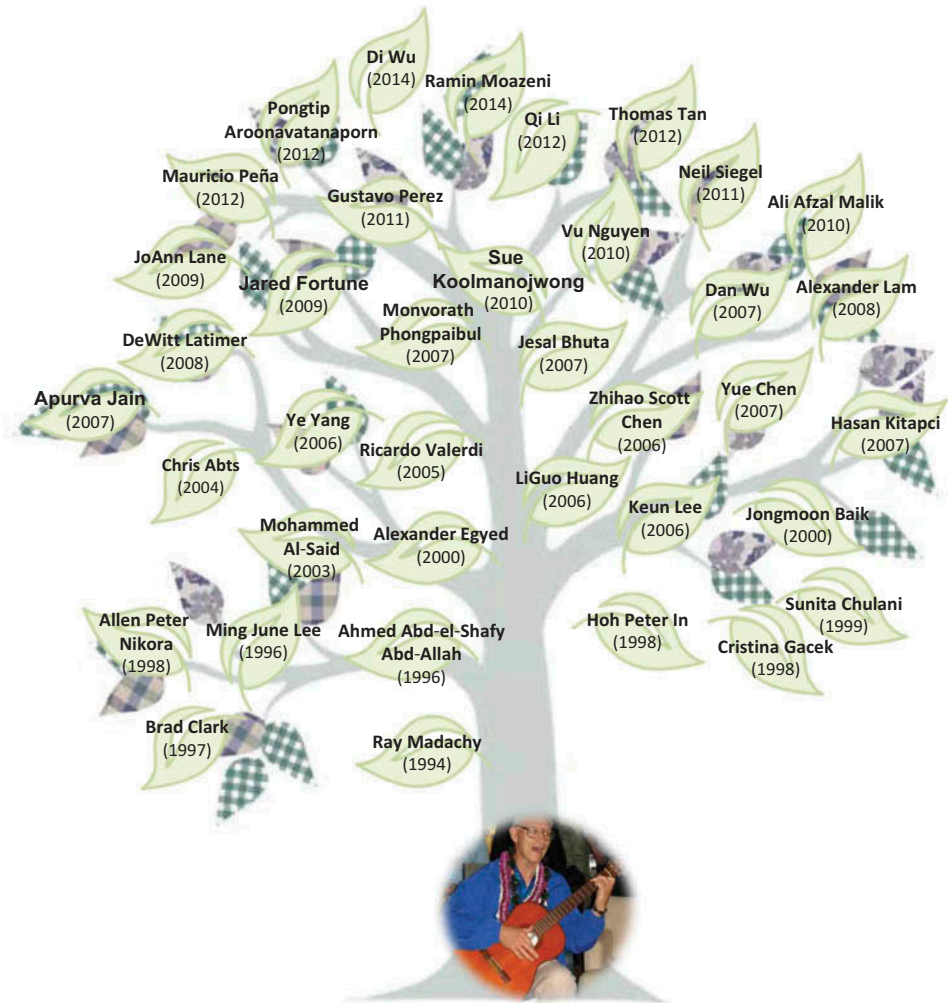 Di Wu
(2014)
Ramin Moazeni
(2014)
Pongtip
Aroonavatanaporn
(2012)
Qi Li
(2012)
Thomas Tan
(2012)
Mauricio Peña
(2012)
Gustavo Perez
(2011)
Neil Siegel
(2011)
Ali Afzal Malik
(2010)
Vu Nguyen
(2010)
JoAnn Lane
(2009)
Jared Fortune
(2009)
Sue
Koolmanojwong
(2010)
Dan Wu
(2007)
Alexander Lam
(2008)
Monvorath
Phongpaibul
(2007)
DeWitt Latimer
(2008)
Jesal Bhuta
(2007)
Apurva Jain
(2007)
Ye Yang
(2006)
Zhihao Scott
Chen
(2006)
Yue Chen
(2007)
Hasan Kitapci
(2007)
Chris Abts
(2004)
Ricardo Valerdi
(2005)
LiGuo Huang
(2006)
Keun Lee
(2006)
Jongmoon Baik
(2000)
Mohammed
Al-Said
(2003)
Alexander Egyed
(2000)
Allen Peter
Nikora
(1998)
Ming June Lee
(1996)
Ahmed Abd-el-Shafy
Abd-Allah
(1996)
Hoh Peter In
(1998)
Sunita Chulani
(1999)
Cristina Gacek
(1998)
Brad Clark
(1997)
Ray Madachy
(1994)